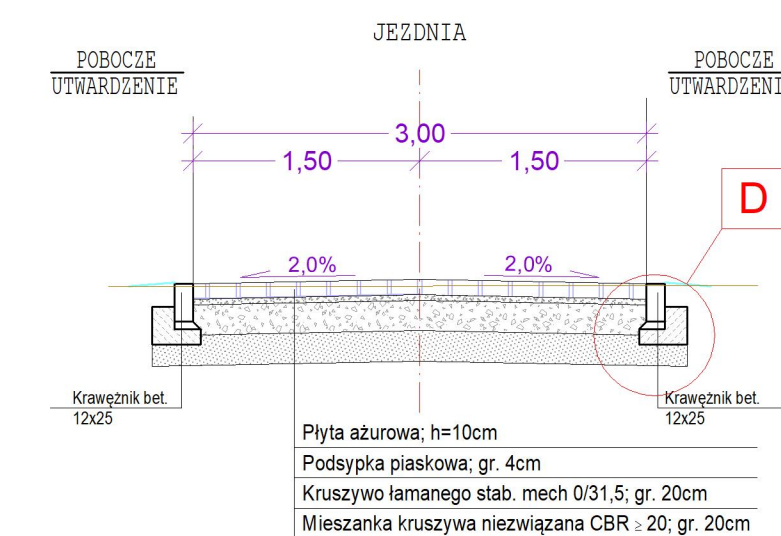 JEZDNIA
POBOCZE
UTWARDZENIE
POBOCZE
UTWARDZENI
3,00
1,50
1,50
D
2,0%
2,0%
Krawężnik bet.
12x25
Krawężnik bet.
12x25
Płyta ażurowa; h=10cm
Podsypka piaskowa; gr. 4cm
Kruszywo łamanego stab. mech 0/31,5; gr. 20cm
Mieszanka kruszywa niezwiązana CBR ≥ 20; gr. 20cm